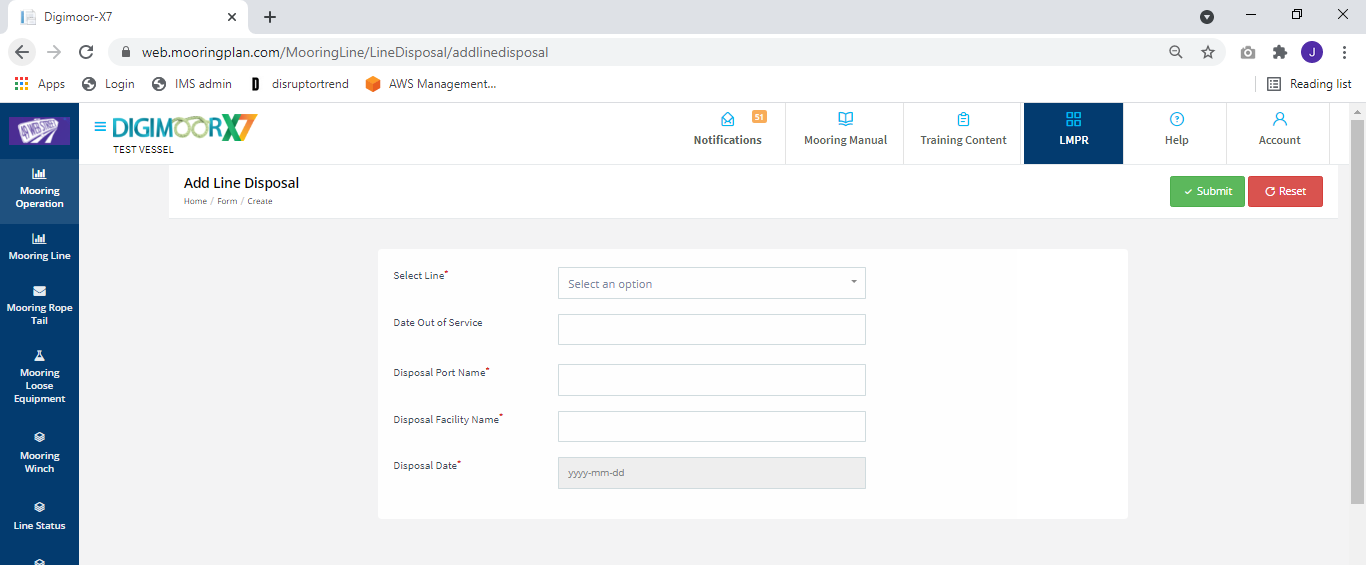 Digimoor-X7
web.mooringplan.com/MooringLine/LineDisposal/addlinedisposal
J
Apps
Login
IMS admin
D
disruptortrend
AWS Management...
Reading list
49 WEB STREET
DIGIMOORX7
TEST VESSEL
Notifications
51
Mooring Manual
Training Content
LMPR
Help
Account
Mooring
Operation
Mooring Line
Mooring Rope
Tail
Mooring
Loose
Equipment
Mooring
Winch
Line Status
Add Line Disposal
Home / Form / Create
Submit
Reset
Select Line*
Select an option
Date Out of Service
Disposal Port Name*
Disposal Facility Name*
Disposal Date*
yyyy-mm-dd